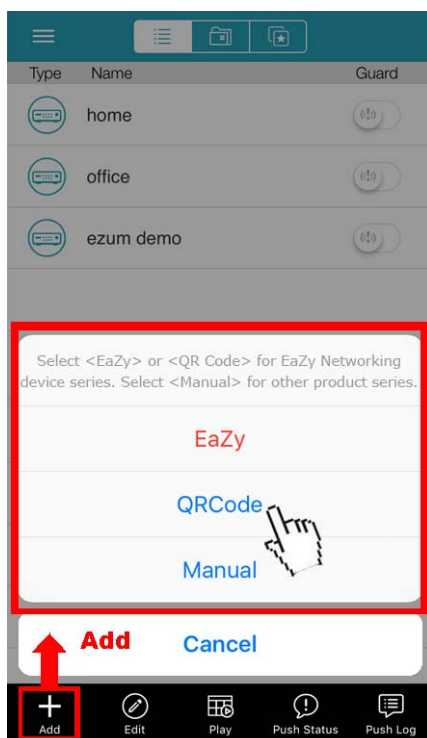 Type Name Guard
home
office
ezum demo
Select <EaZy> or <QR Code> for EaZy Networking
device series. Select <Manual> for other product series.
EaZy
QRCode
Manual
Add
Cancel
Add Edit Play Push Status Push Log